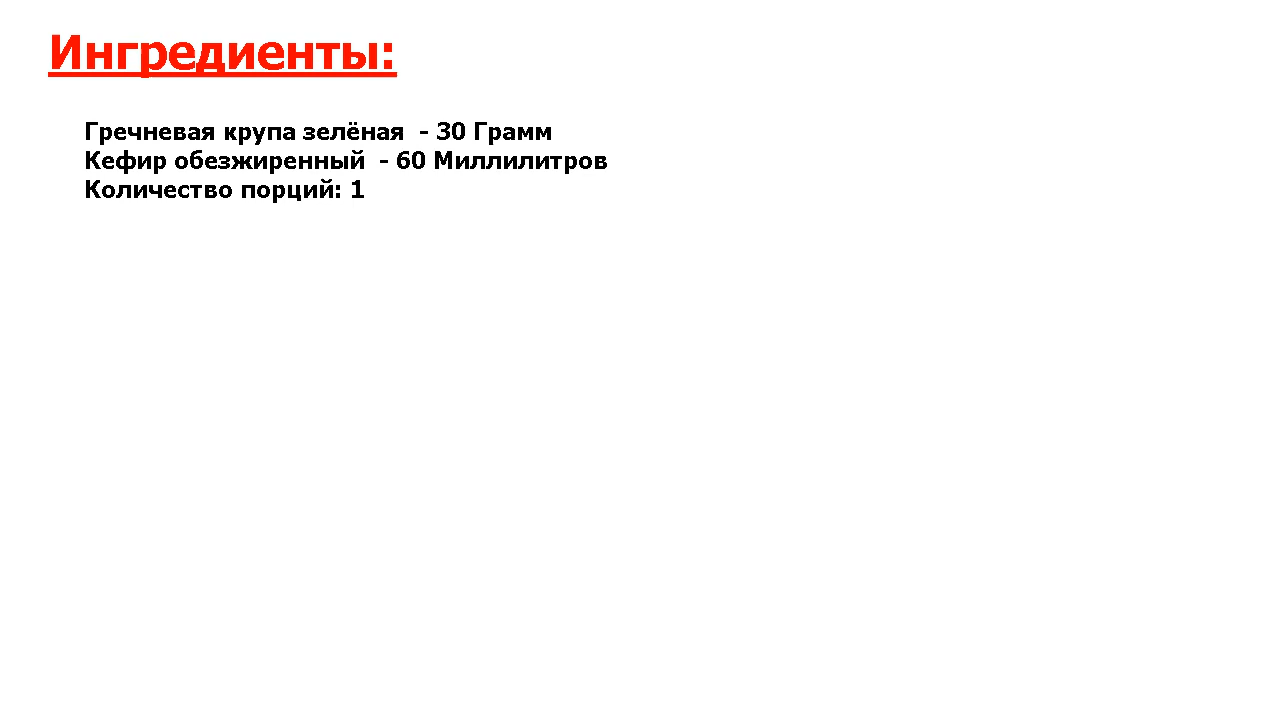 Ингредиенты:
Гречневая крупа зелёная  - 30 Грамм
Кефир обезжиренный  - 60 Миллилитров
Количество порций: 1